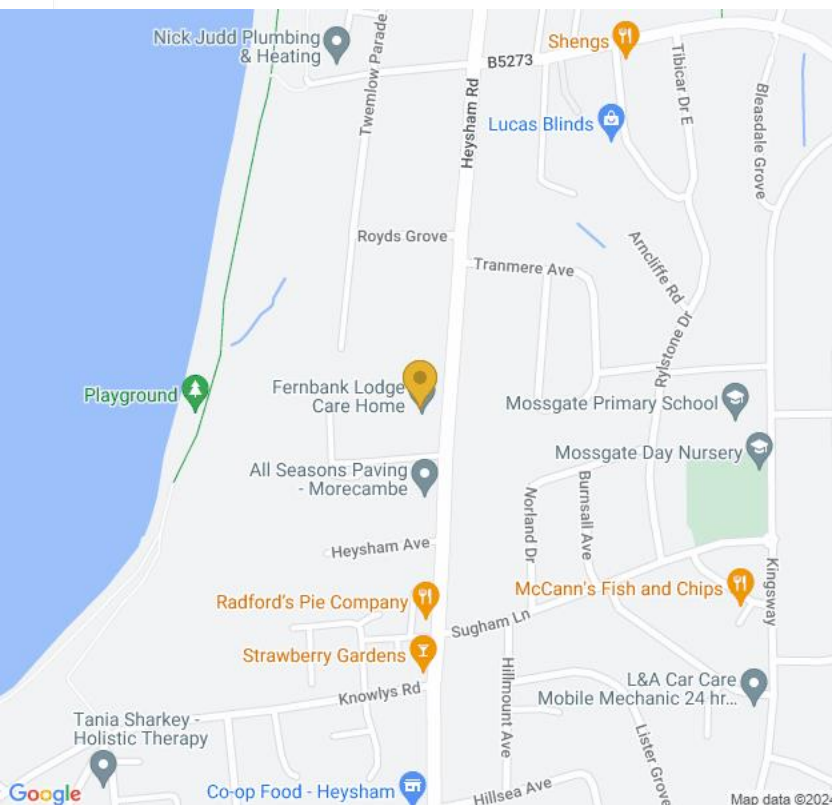 Nick Judd Plumbing
& Heating
Twemlow Parade
Heysham Rd
B5273
Shengs
Tibicar Dr E
Bleasdale Grove
Lucas Blinds
Royds Grove
Tranmere Ave
Arncliffe Rd
Rylstone Dr
Playground
Fernbank Lodge
Care Home
Mossgate Primary School
Mossgate Day Nursery
All Seasons Paving
- Morecambe
Norland Dr
Burnsall Ave
Heysham Ave
Kingsway
Radford's Pie Company
McCann's Fish and Chips
Sugham Ln
Strawberry Gardens
Hillmount Ave
L&A Car Care
Mobile Mechanic 24 hr...
Knowlys Rd
Lister Grove
Tania Sharkey -
Holistic Therapy
Google
Co-op Food - Heysham
Hillsea Ave
Map data ©202